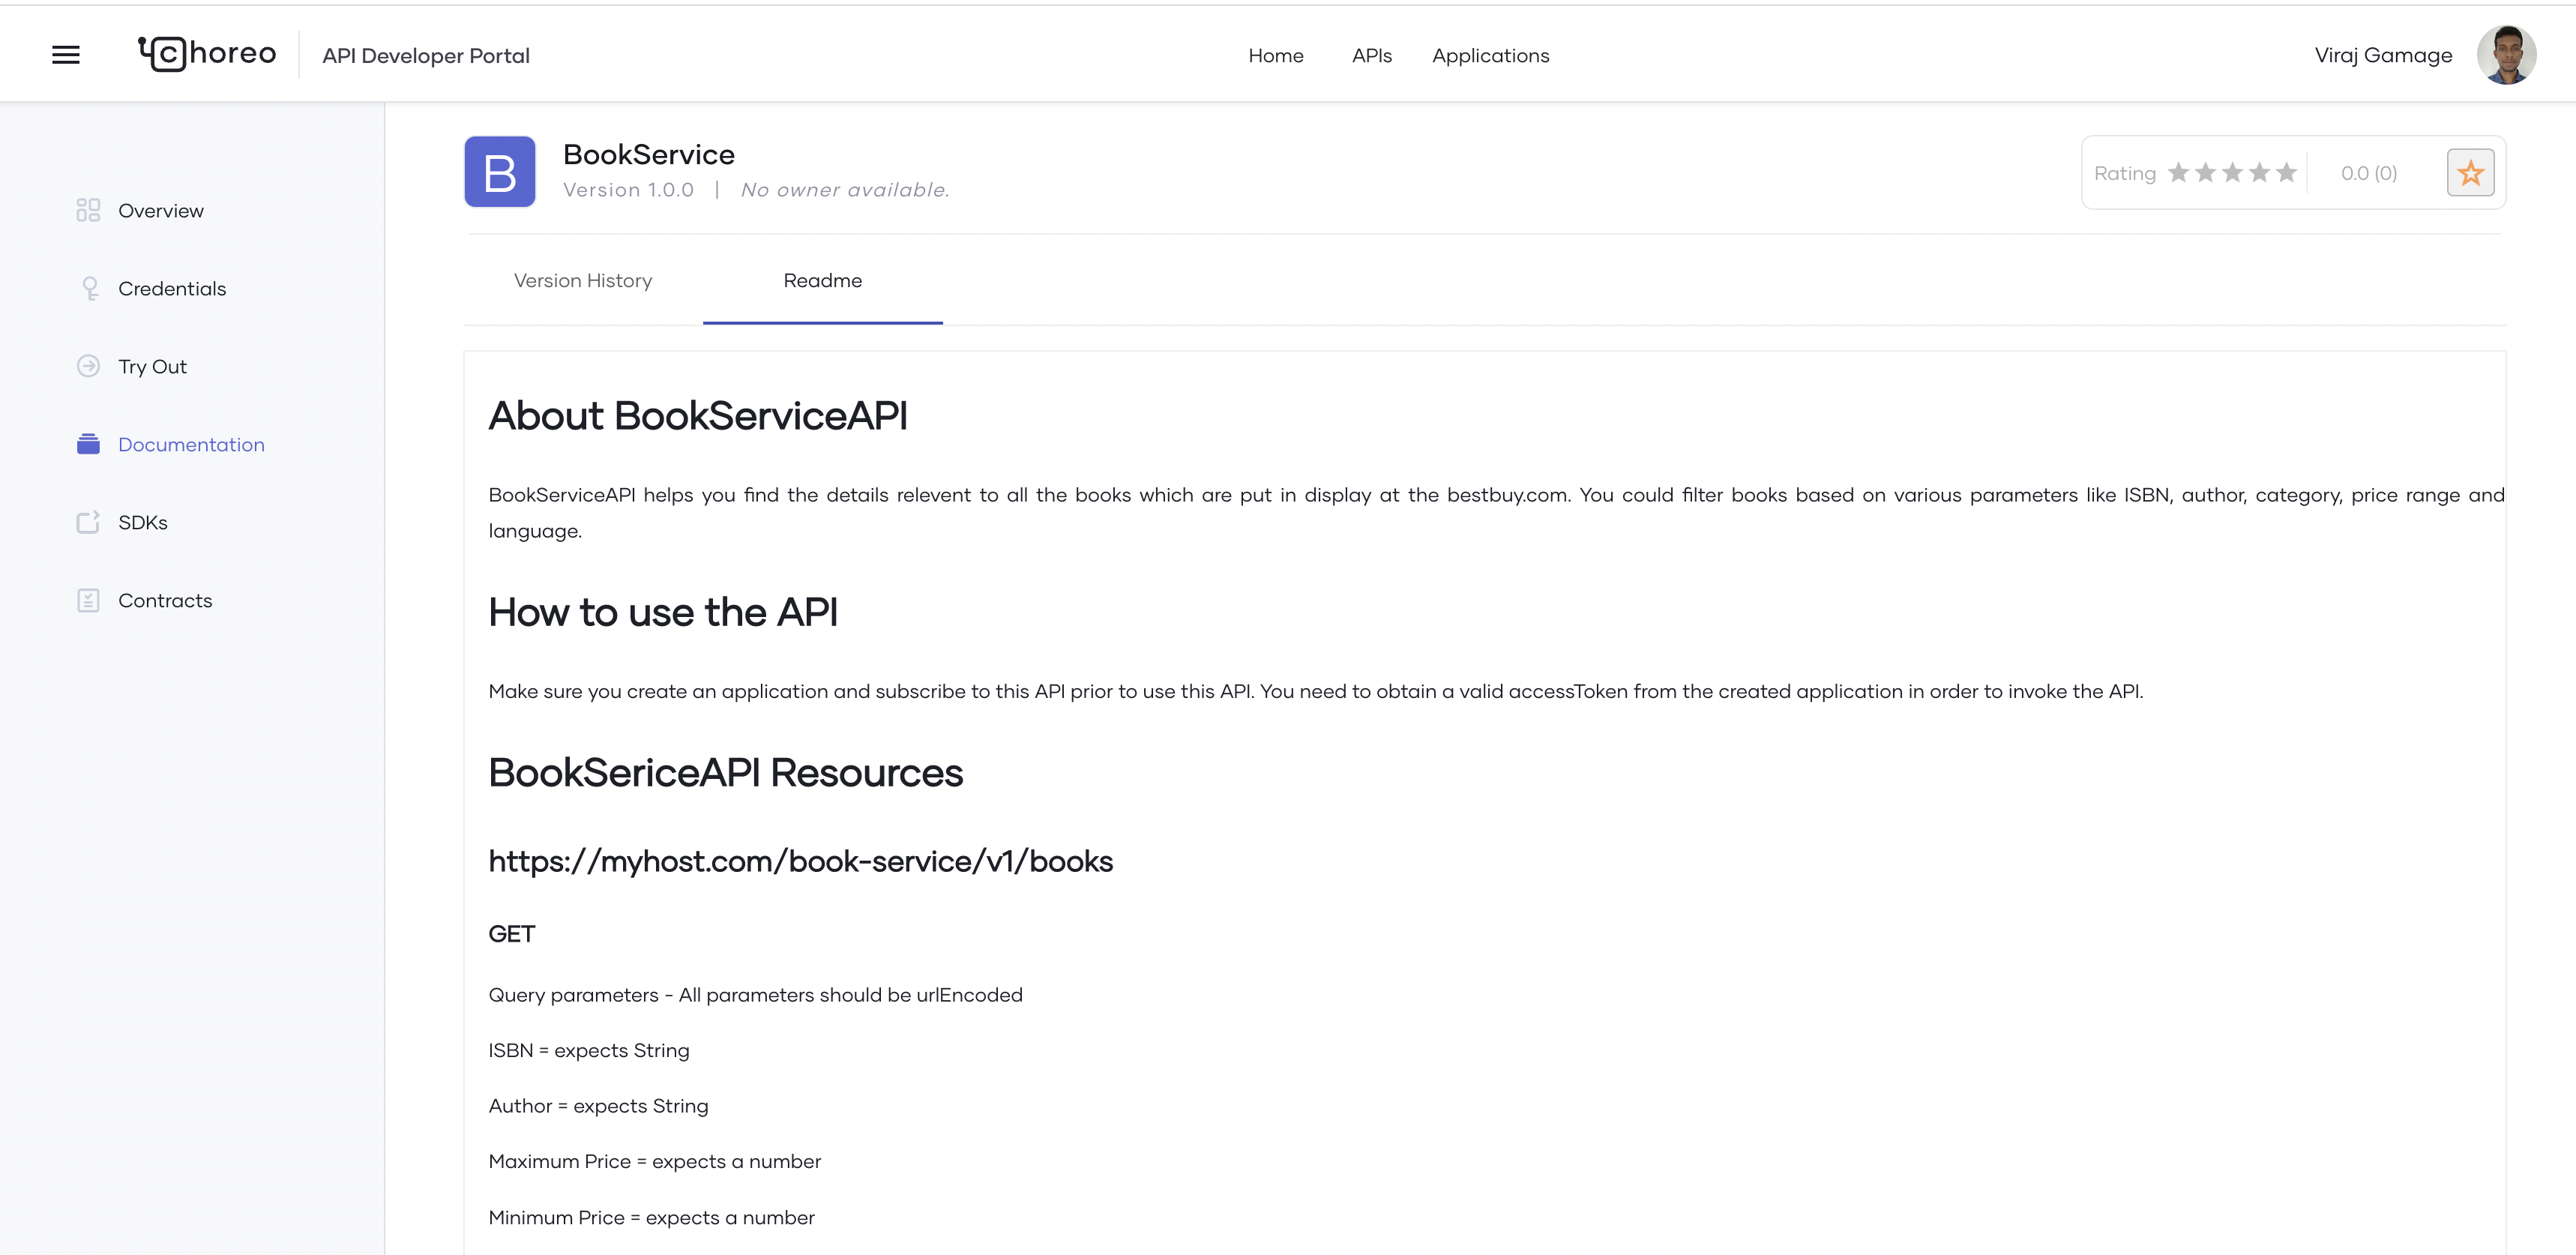 choreo
API Developer Portal
Home
APIs
Applications
Viraj Gamage
Overview
Credentials
Try Out
Documentation
SDKs
Contracts
B
BookService
Version 1.0.0 | No owner available.
Rating
0.0 (0)
Version History
Readme
About BookServiceAPI
BookServiceAPI helps you find the details relevent to all the books which are put in display at the bestbuy.com. You could filter books based on various parameters like ISBN, author, category, price range and
language.
How to use the API
Make sure you create an application and subscribe to this API prior to use this API. You need to obtain a valid accessToken from the created application in order to invoke the API.
BookSericeAPI Resources
https://myhost.com/book-service/v1/books
GET
Query parameters - All parameters should be urlEncoded
ISBN = expects String
Author = expects String
Maximum Price = expects a number
Minimum Price = expects a number